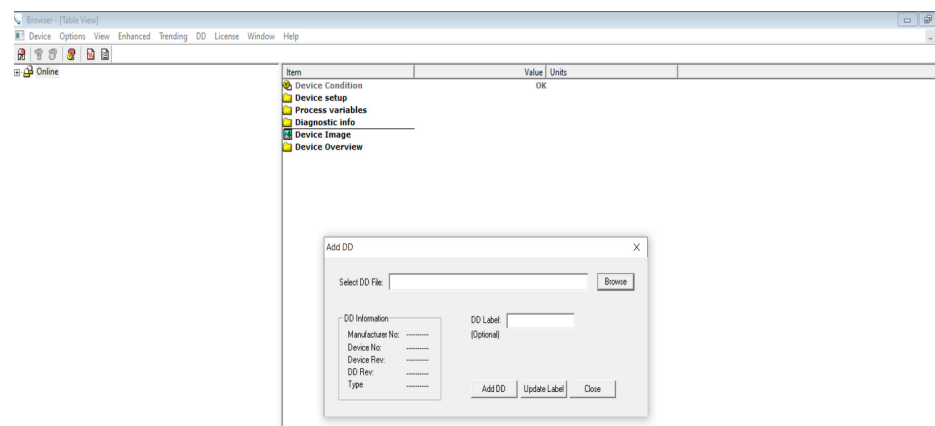 Browser - [Table View]
Device Options View Enhanced Trending DD License Window Help
Online
Item Value Units
Device Condition OK
Device setup
Process variables
Diagnostic info
Device Image
Device Overview
Add DD
Select DD File: Browse
DD Information
Manufacturer No: ----------
Device No: ----------
Device Rev: ----------
DD Rev: ----------
Type ----------
DD Label:
(Optional)
Add DD Update Label Close